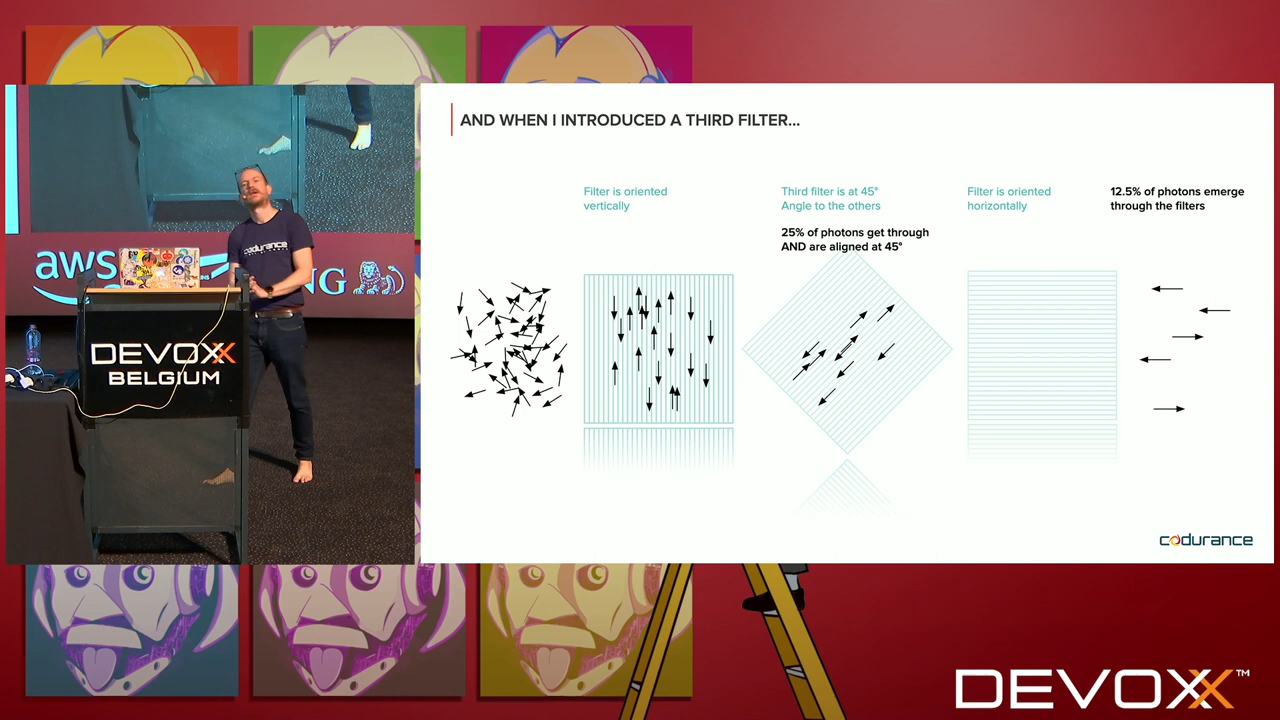 AND WHEN I INTRODUCED A THIRD FILTER...
Filter is oriented
vertically
Third filter is at 45°
Angle to the others
25% of photons get through
AND are aligned at 45°
Filter is oriented
horizontally
12.5% of photons emerge
through the filters
codurance
aws
NG
codurance
DEVOXX
BELGIUM
DEVOXX™